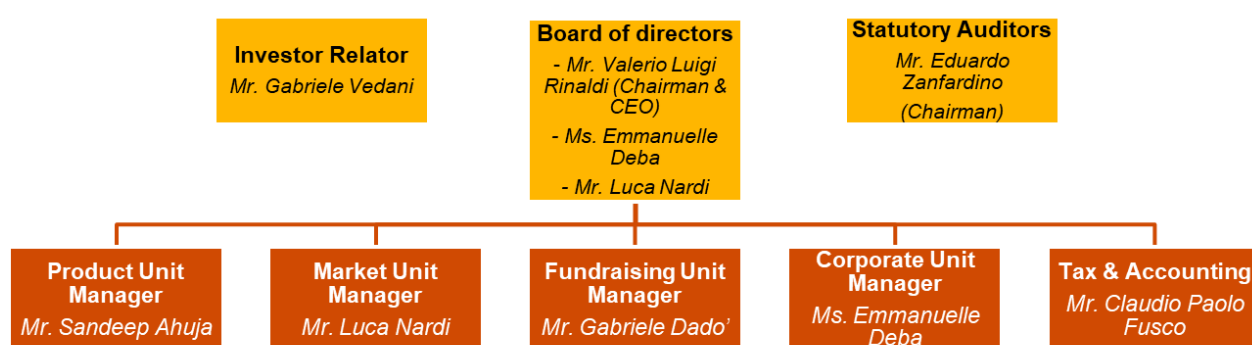 Investor Relator
Mr. Gabriele Vedani
Board of directors
- Mr. Valerio Luigi
Rinaldi (Chairman &
CEO)
- Ms. Emmanuelle
Deba
- Mr. Luca Nardi
Statutory Auditors
Mr. Eduardo
Zanfardino
(Chairman)
Product Unit
Manager
Mr. Sandeep Ahuja
Market Unit
Manager
Mr. Luca Nardi
Fundraising Unit
Manager
Mr. Gabriele Dado’
Corporate Unit
Manager
Ms. Emmanuelle
Deba
Tax & Accounting
Mr. Claudio Paolo
Fusco